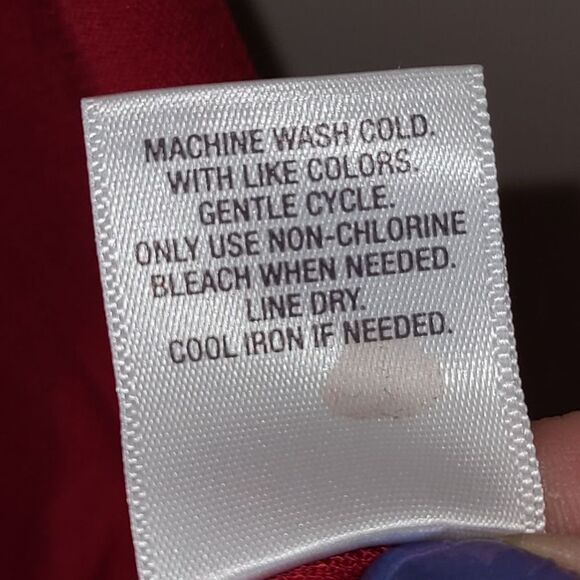 MACHINE WASH COLD.
WITH LIKE COLORS.
GENTLE CYCLE.
ONLY USE NON-CHLORINE
BLEACH WHEN NEEDED.
LINE DRY.
COOL IRON IF NEEDED.